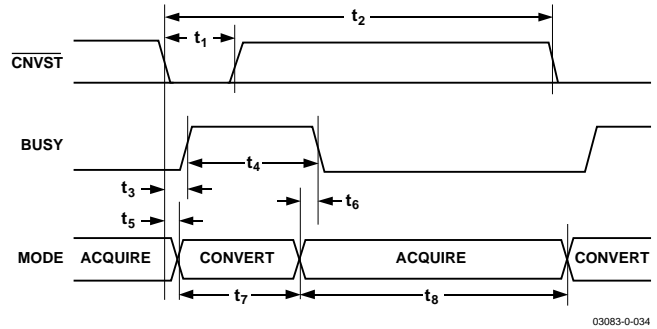 t2
t1
CNVST
BUSY
t4
t3
t6
t5
MODE ACQUIRE CONVERT ACQUIRE CONVERT
t7 t8
03083-0-034